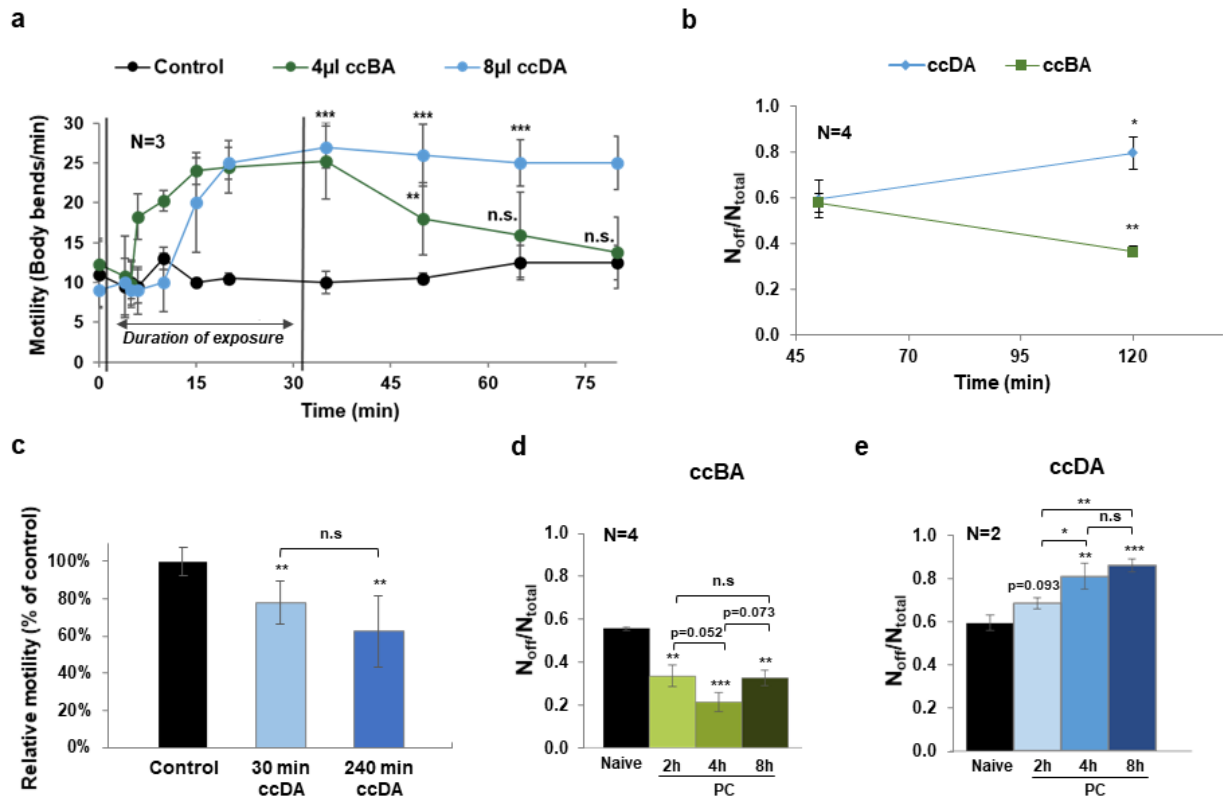 a
Control
4µl ccBA
8µl ccDA
Motility (Body bends/min)
30
25
20
15
10
5
0
N=3
***
***
***
**
n.s.
n.s.
Duration of exposure
0
15
30
45
60
75
Time (min)
b
ccDA
ccBA
Noff/Ntotal
1.0
0.8
0.6
0.4
0.2
0.0
N=4
*
**
45
70
95
120
Time (min)
c
Relative motility (% of control)
100%
80%
60%
40%
20%
0%
n.s
**
**
Control
30 min
ccDA
240 min
ccDA
d
ccBA
Noff/Ntotal
1.0
0.8
0.6
0.4
0.2
0.0
N=4
n.s
p=0.073
p=0.052
**
***
**
Naive
2h
4h
8h
PC
e
ccDA
Noff/Ntotal
1.0
0.8
0.6
0.4
0.2
0.0
N=2
**
n.s
*
**
***
p=0.093
Naive
2h
4h
8h
PC